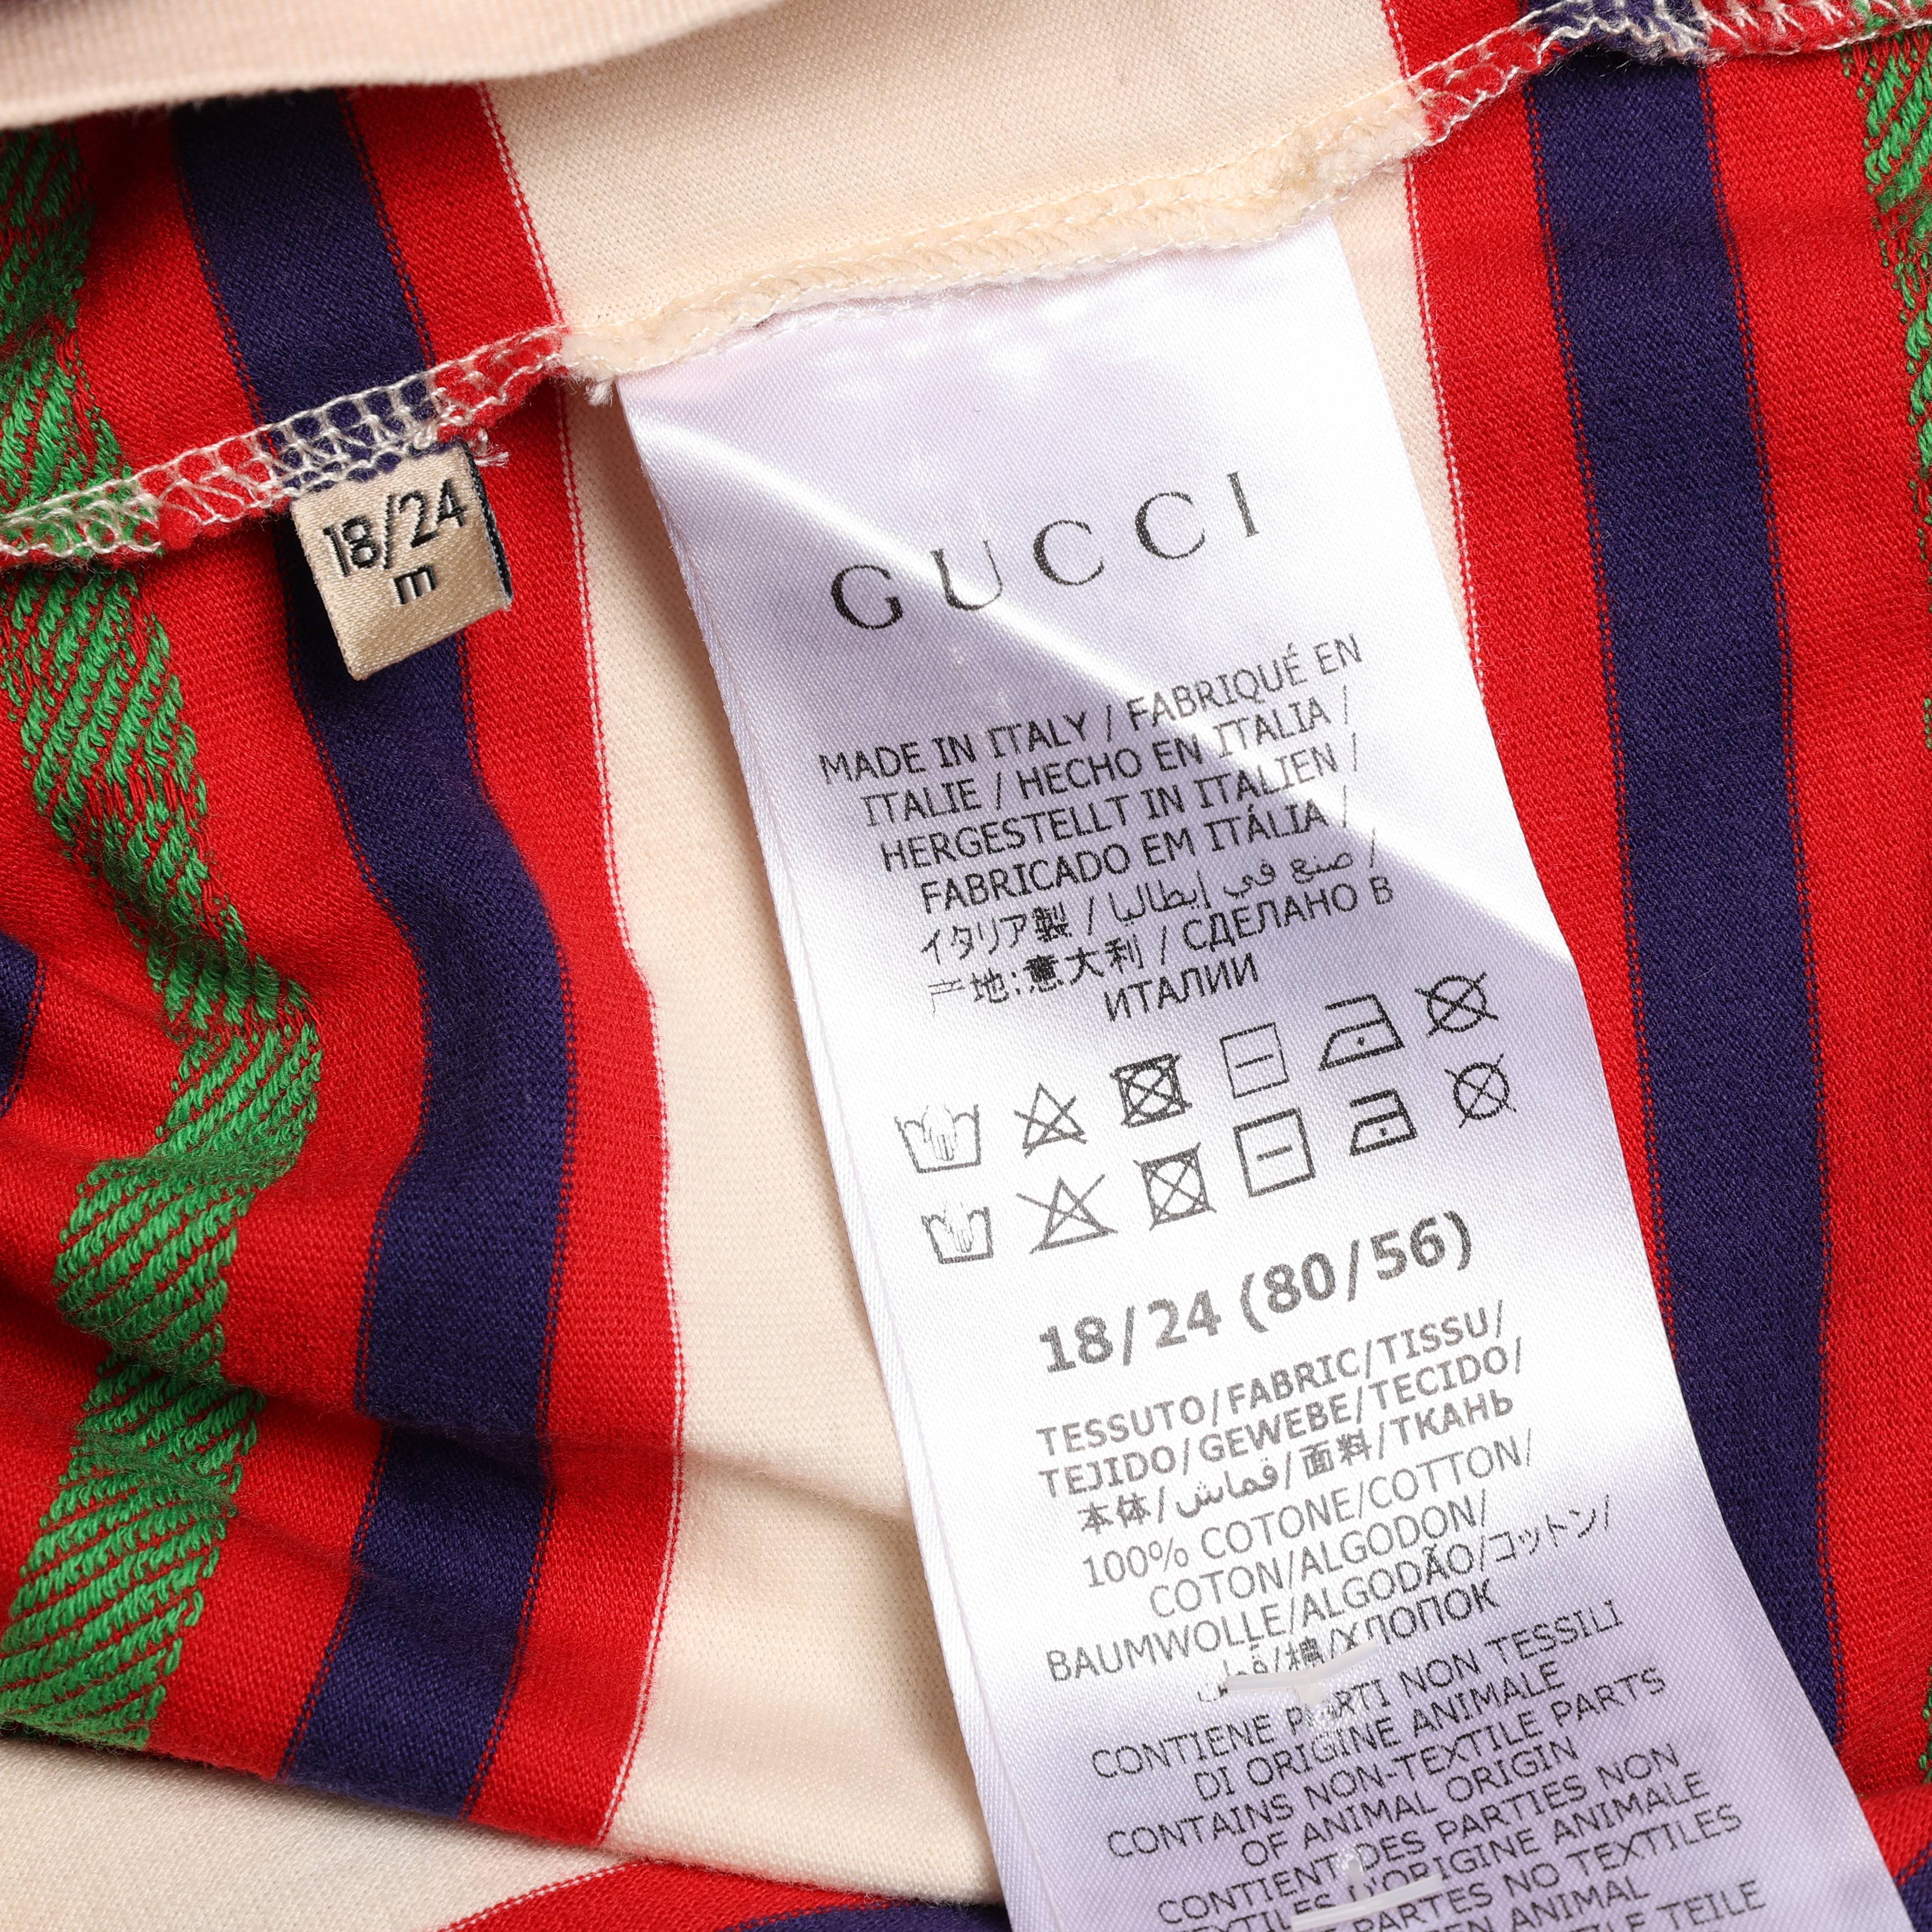 18/24
m
GUCCI
MADE IN ITALY / FABRIQUÉ EN
ITALIE / HECHO EN ITALIA /
HERGESTELLT IN ITALIEN /
FABRICADO EM ITÁLIA /
イタリア製 / صنع في إيطاليا /
产地:意大利 / СДЕЛАНО В
ИТАЛИИ
18/24 (80/56)
TESSUTO/FABRIC/TISSU/
TEJIDO/GEWEBE/TECIDO/
本体/قماش/面料/ТКАНЬ
100% COTONE/COTTON/
COTON/ALGODON/
BAUMWOLLE/ALGODÃO/コットン/
قطن/棉/ХЛОПОК
CONTIENE PARTI NON TESSILI
DI ORIGINE ANIMALE
CONTAINS NON-TEXTILE PARTS
OF ANIMAL ORIGIN
CONTIENT DES PARTIES NON
TEXTILES D'ORIGINE ANIMALE
PARTES NO TEXTILES
ANIMAL
TEILE